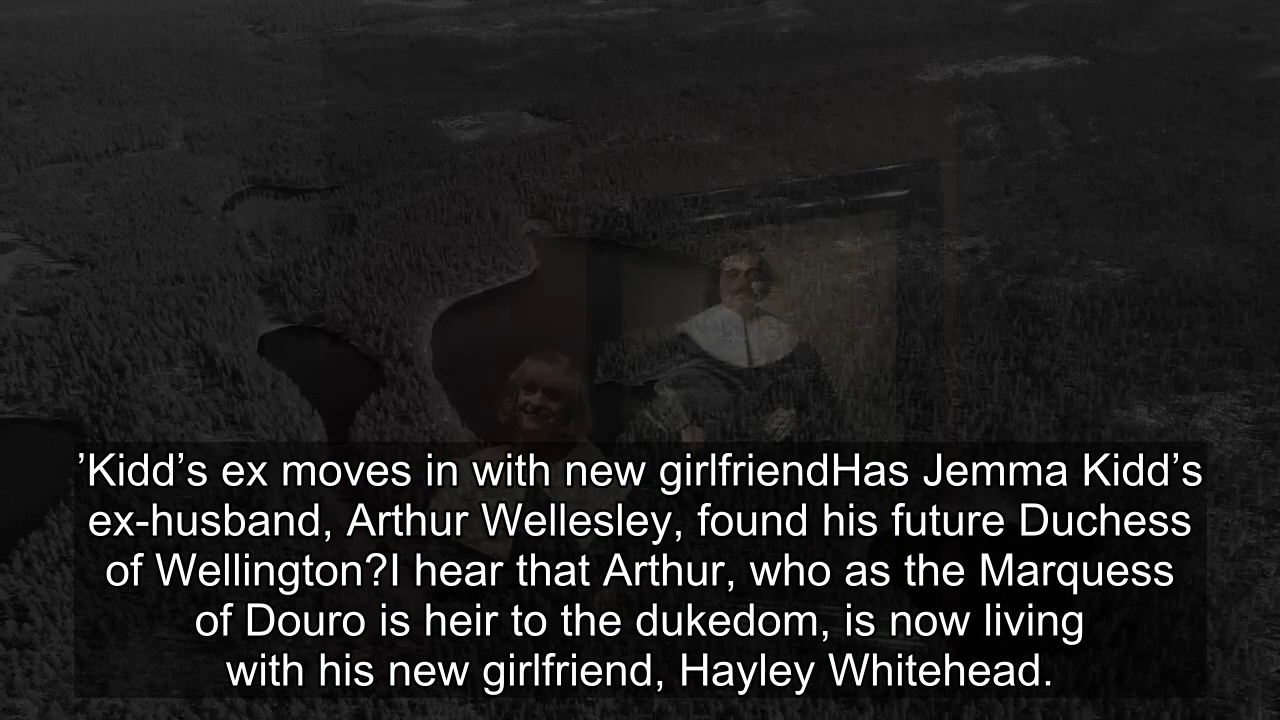 ’Kidd’s ex moves in with new girlfriendHas Jemma Kidd’s
ex-husband, Arthur Wellesley, found his future Duchess
of Wellington?I hear that Arthur, who as the Marquess
of Douro is heir to the dukedom, is now living
with his new girlfriend, Hayley Whitehead.